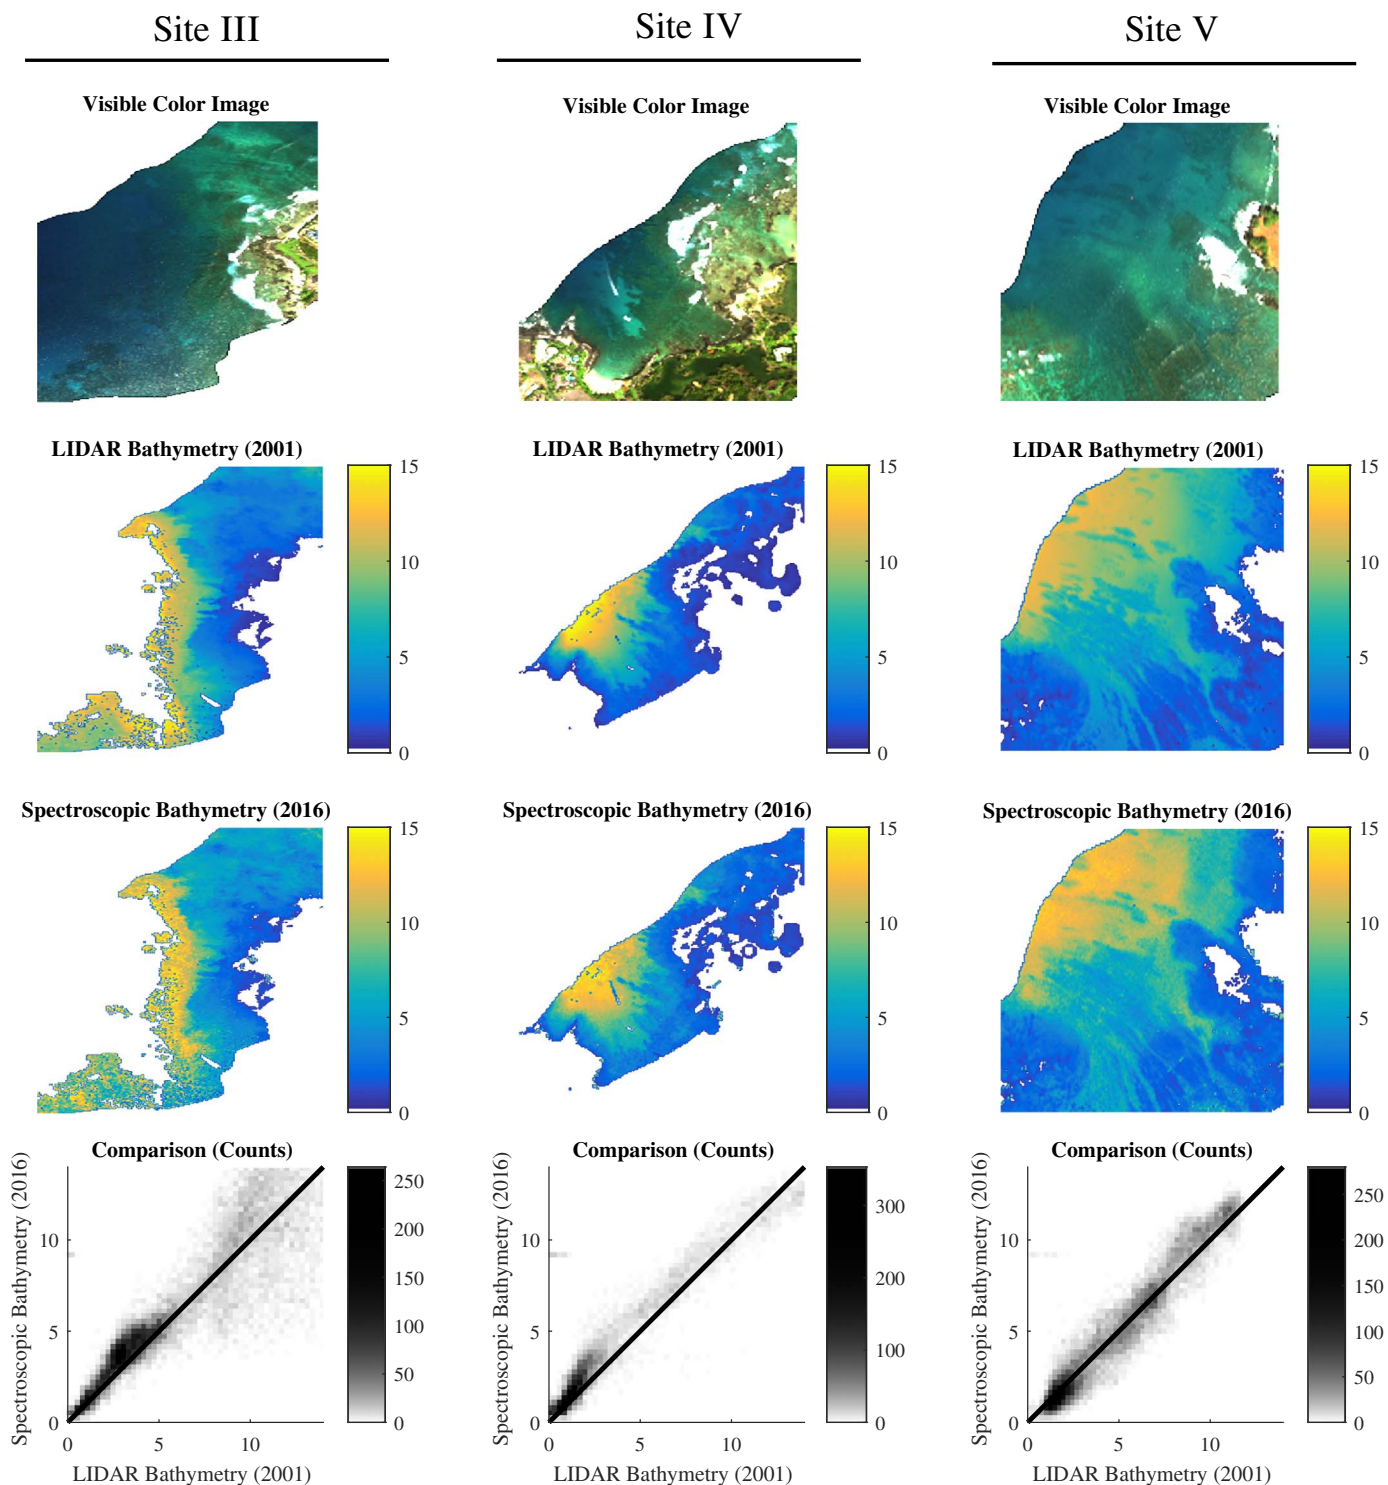 Site III
Site IV
Site V
Visible Color Image
Visible Color Image
Visible Color Image
LIDAR Bathymetry (2001)
LIDAR Bathymetry (2001)
LIDAR Bathymetry (2001)
15
10
5
0
15
10
5
0
15
10
5
0
Spectroscopic Bathymetry (2016)
Spectroscopic Bathymetry (2016)
Spectroscopic Bathymetry (2016)
15
10
5
0
15
10
5
0
15
10
5
0
Comparison (Counts)
Spectroscopic Bathymetry (2016)
10
5
0
0
5
10
LIDAR Bathymetry (2001)
250
200
150
100
50
0
Comparison (Counts)
Spectroscopic Bathymetry (2016)
10
5
0
0
5
10
LIDAR Bathymetry (2001)
300
200
100
0
Comparison (Counts)
Spectroscopic Bathymetry (2016)
10
5
0
0
5
10
LIDAR Bathymetry (2001)
250
200
150
100
50
0